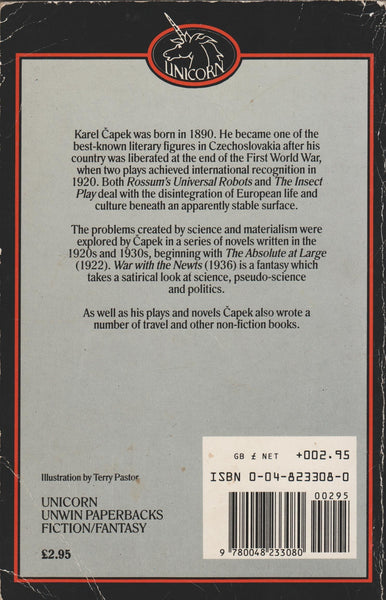 UNICORN
Karel Čapek was born in 1890. He became one of the
best-known literary figures in Czechoslovakia after his
country was liberated at the end of the First World War,
when two plays achieved international recognition in
1920. Both Rossum's Universal Robots and The Insect
Play deal with the disintegration of European life and
culture beneath an apparently stable surface.
The problems created by science and materialism were
explored by Čapek in a series of novels written in the
1920s and 1930s, beginning with The Absolute at Large
(1922). War with the Newts (1936) is a fantasy which
takes a satirical look at science, pseudo-science
and politics.
As well as his plays and novels Čapek also wrote a
number of travel and other non-fiction books.
GB £ NET +002.95
ISBN 0-04-823308-0
00295
9 780048 233080
Illustration by Terry Pastor
UNICORN
UNWIN PAPERBACKS
FICTION/FANTASY
£2.95